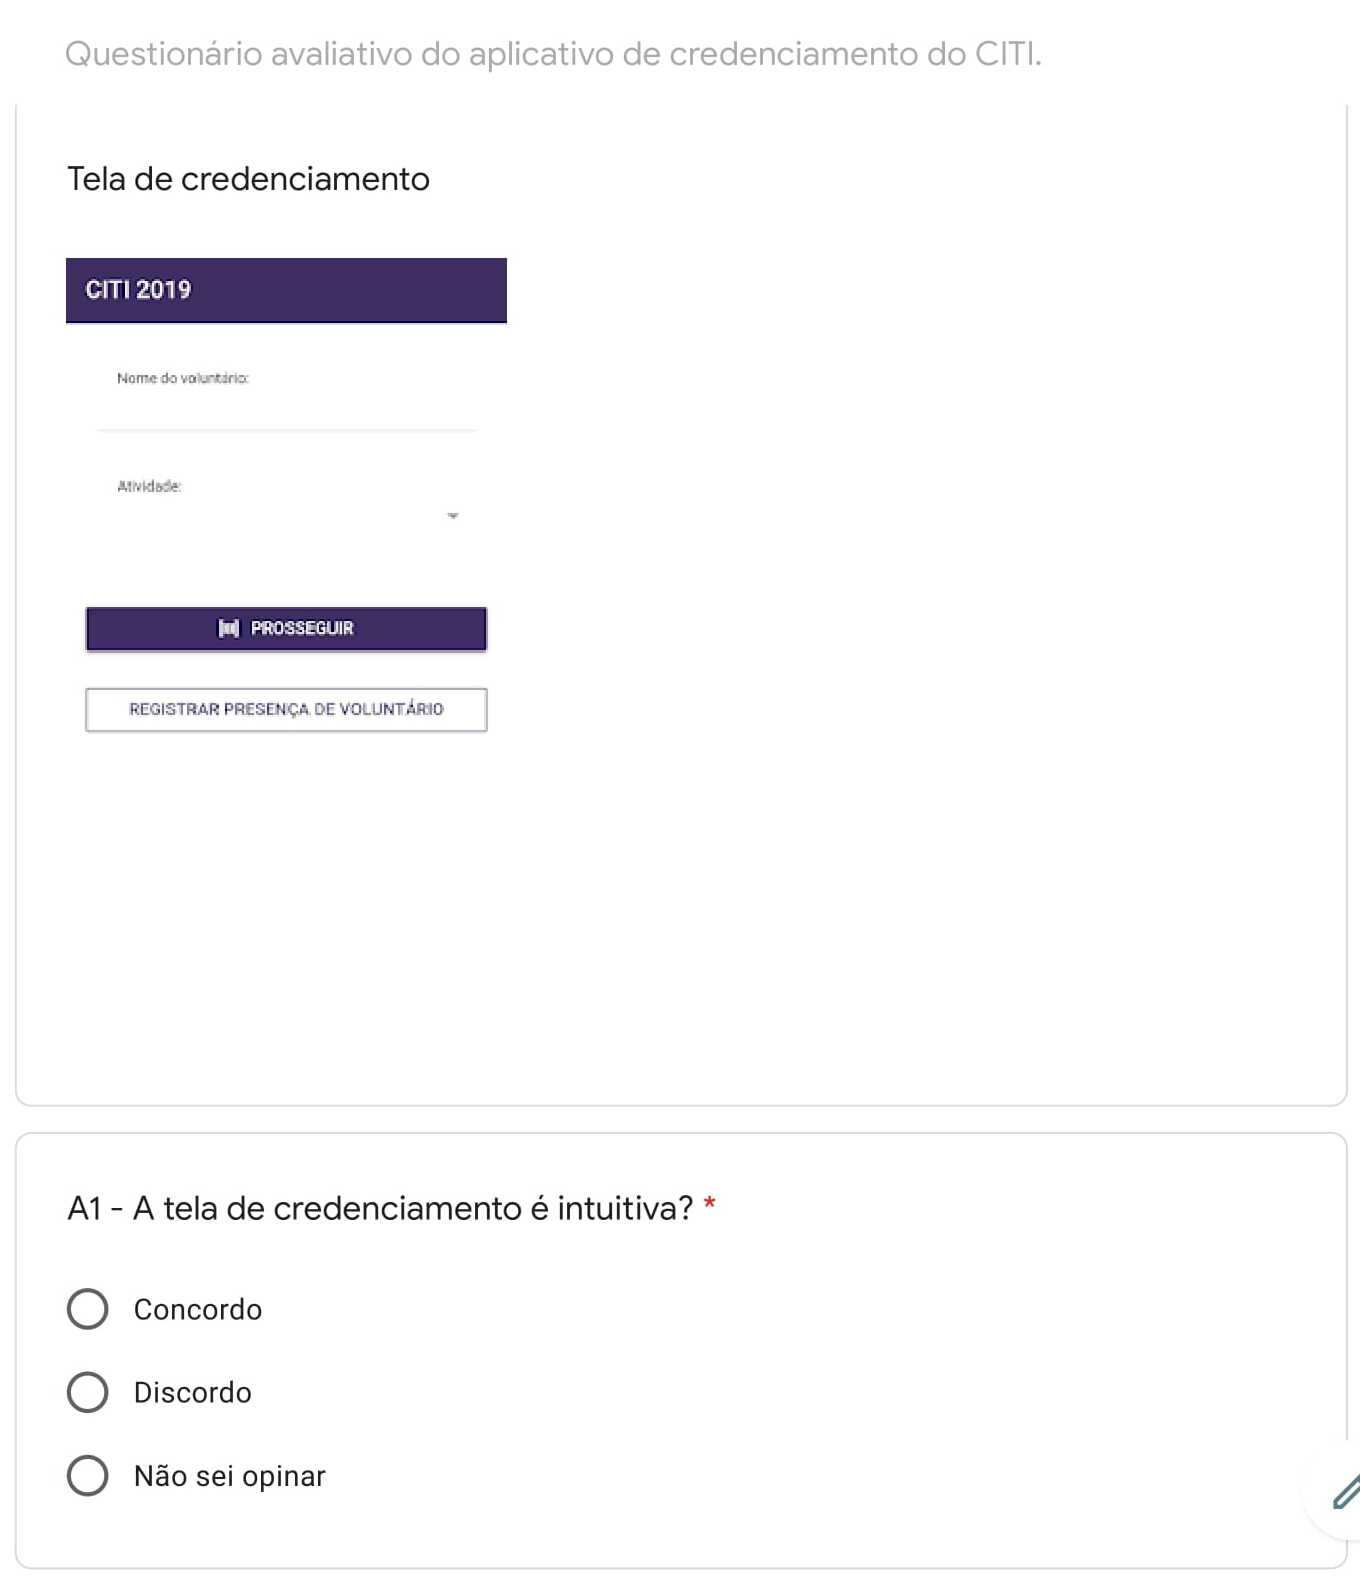 Questionário avaliativo do aplicativo de credenciamento do CITI.
Tela de credenciamento
CITI 2019
Nome do voluntário:
Atividade:
PROSSEGUIR
REGISTRAR PRESENÇA DE VOLUNTÁRIO
A1 - A tela de credenciamento é intuitiva? *
Concordo
Discordo
Não sei opinar